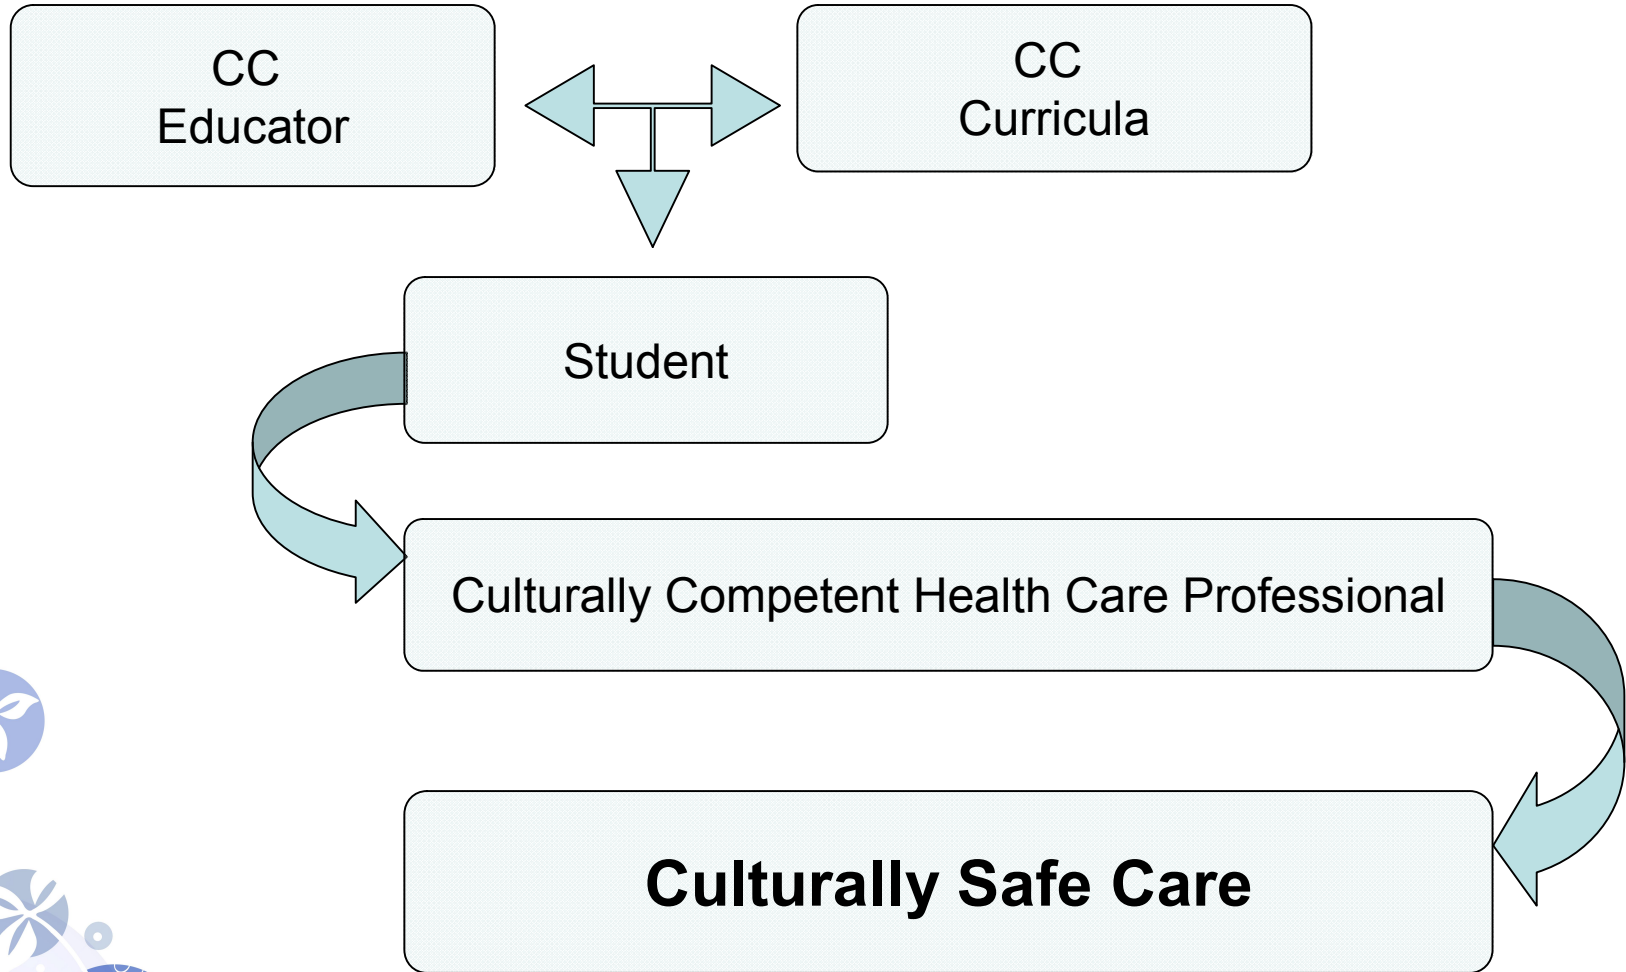 CC
Educator
CC
Curricula
Student
Culturally Competent Health Care Professional
Culturally Safe Care